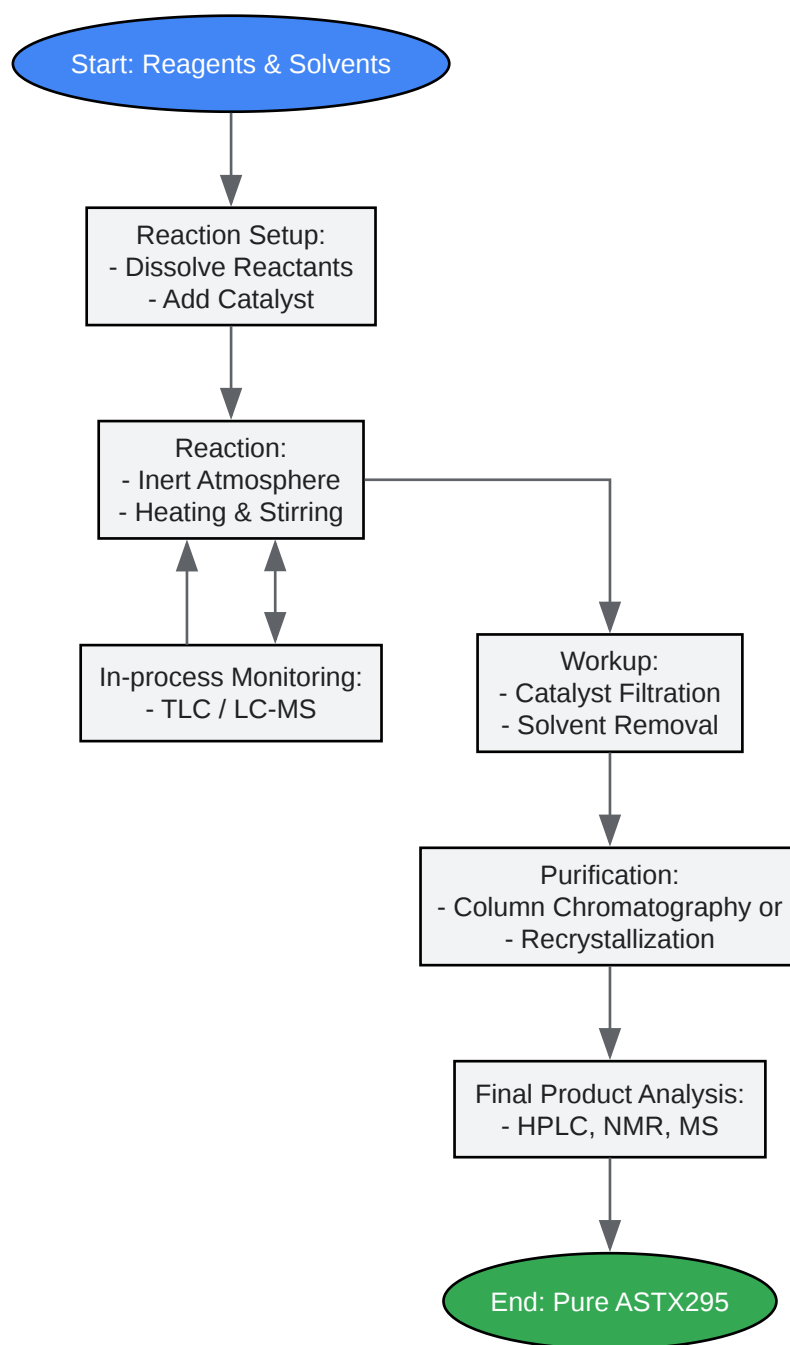 Start: Reagents & Solvents
Reaction Setup:
- Dissolve Reactants
- Add Catalyst
Reaction:
- Inert Atmosphere
- Heating & Stirring
In-process Monitoring:
- TLC / LC-MS
Workup:
- Catalyst Filtration
- Solvent Removal
Purification:
- Column Chromatography or
- Recrystallization
Final Product Analysis:
- HPLC, NMR, MS
End: Pure ASTX295